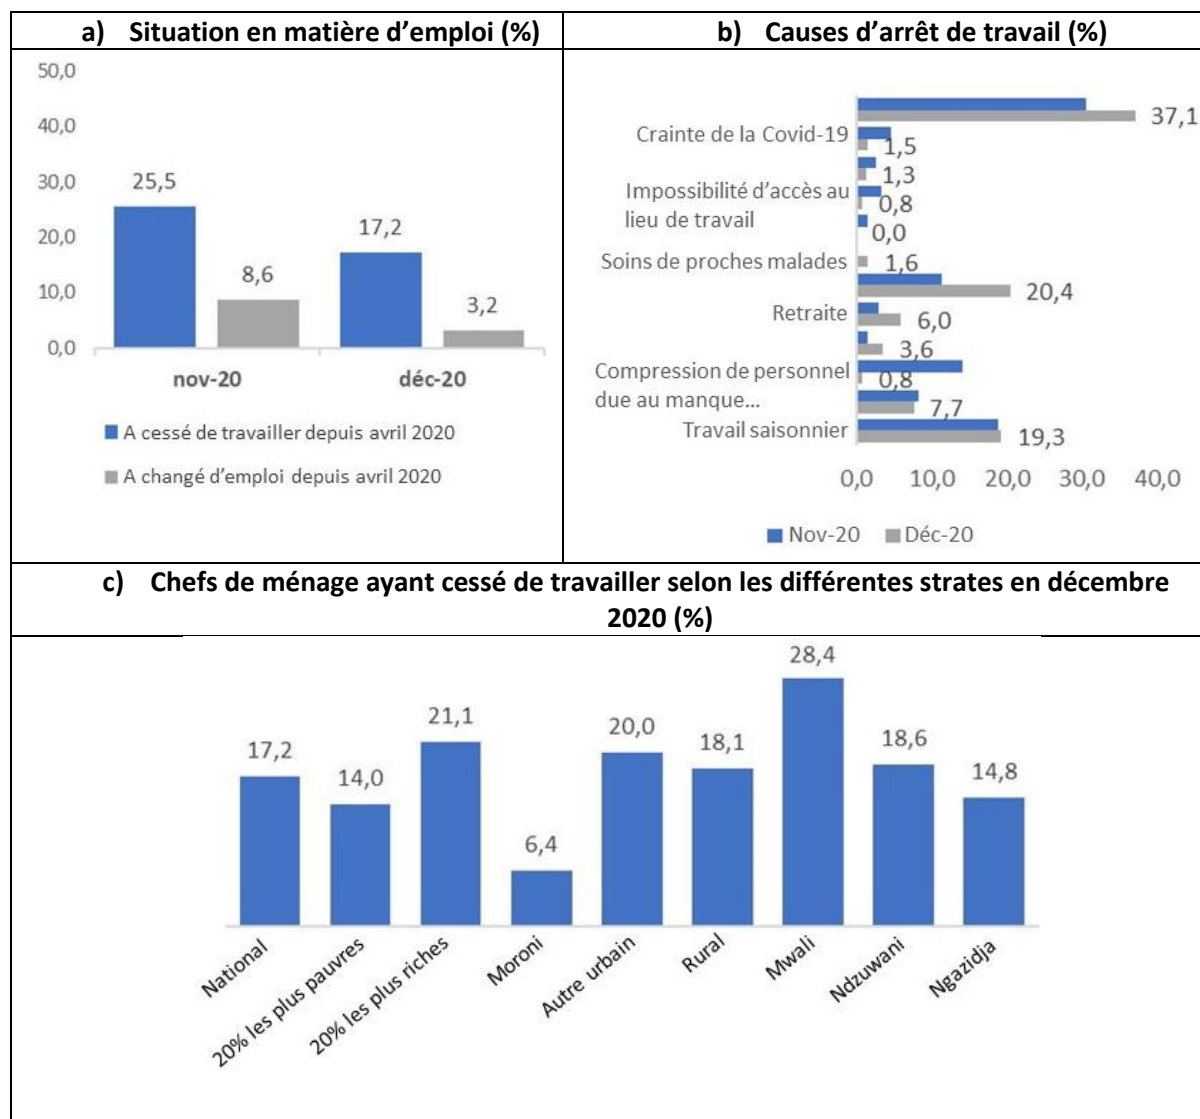 a) Situation en matière d’emploi (%)
50,0
40,0
30,0
20,0
10,0
0,0
25,5
8,6
17,2
3,2
nov-20
déc-20
A cessé de travailler depuis avril 2020
A changé d’emploi depuis avril 2020
b) Causes d’arrêt de travail (%)
37,1
Crainte de la Covid-19
1,5
1,3
Impossibilité d’accès au
lieu de travail
0,8
0,0
Soins de proches malades
1,6
20,4
Retraite
6,0
3,6
Compression de personnel
due au manque...
0,8
7,7
Travail saisonnier
19,3
0,0 10,0 20,0 30,0 40,0
Nov-20 Déc-20
c) Chefs de ménage ayant cessé de travailler selon les différentes strates en décembre
2020 (%)
17,2
14,0
21,1
6,4
20,0
18,1
28,4
18,6
14,8
National
20% les plus pauvres
20% les plus riches
Moroni
Autre urbain
Rural
Mwali
Ndzuwani
Ngazidja